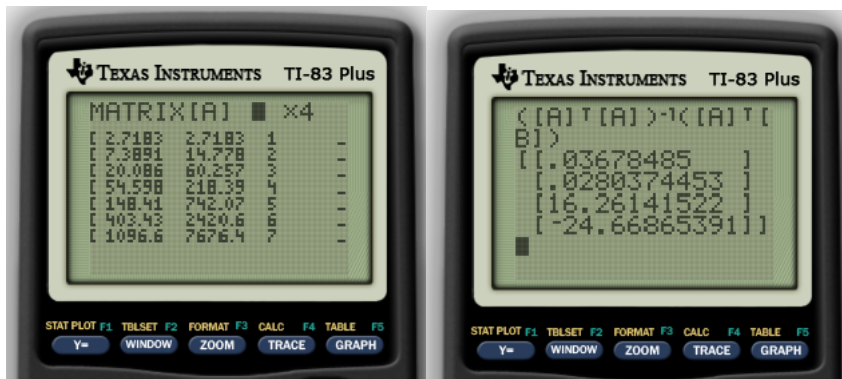 TEXAS INSTRUMENTS TI-83 Plus
MATRIX[A] ×4
[ 2.7183 2.7183 1 _
[ 7.3891 14.778 2 _
[ 20.086 60.257 3 _
[ 54.598 218.39 4 _
[ 148.41 742.07 5 _
[ 403.43 2420.6 6 _
[ 1096.6 7676.4 7 _
STAT PLOT F1 TBLSET F2 FORMAT F3 CALC F4 TABLE F5
Y= WINDOW ZOOM TRACE GRAPH
TEXAS INSTRUMENTS TI-83 Plus
([A]ᵀ[A])⁻¹([A]ᵀ[
B])
[[.03678485 ]
[.0280374453 ]
[16.26141522 ]
[-24.66865391]]
STAT PLOT F1 TBLSET F2 FORMAT F3 CALC F4 TABLE F5
Y= WINDOW ZOOM TRACE GRAPH